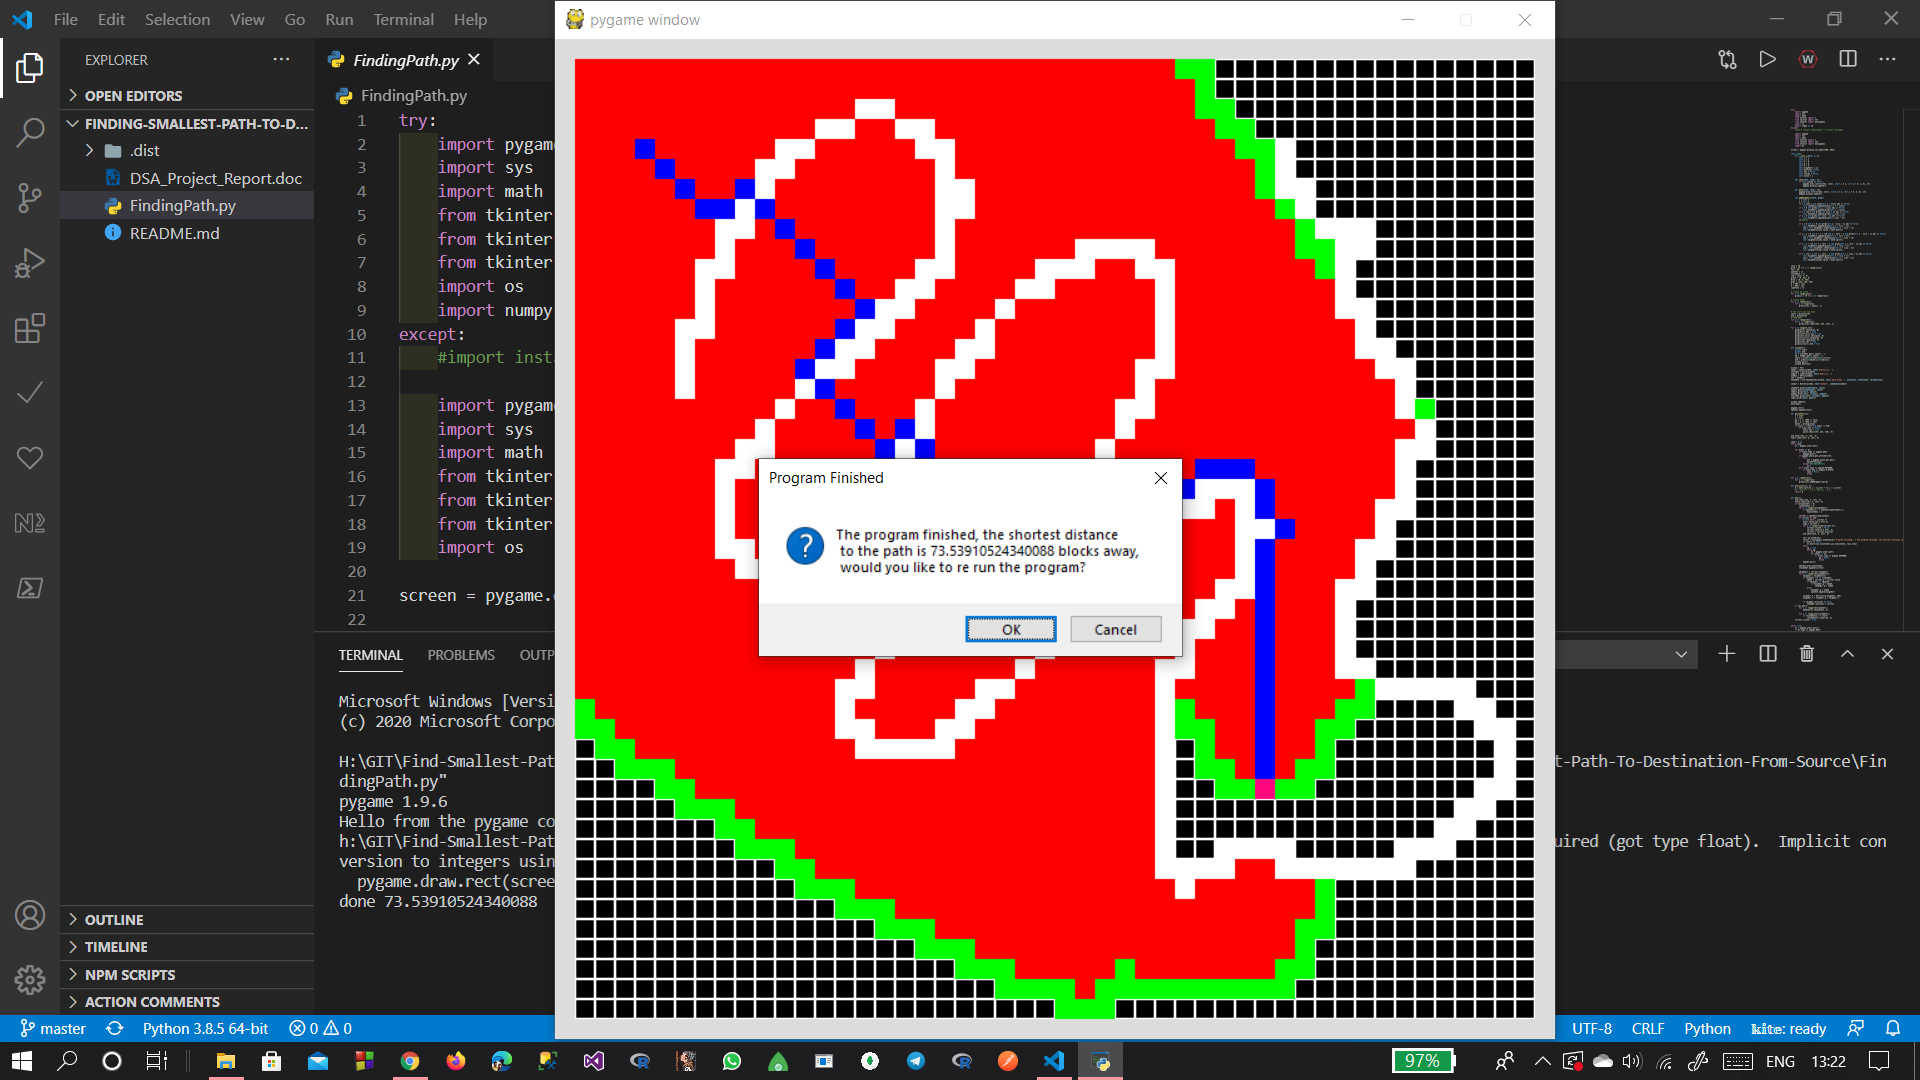 File Edit Selection View Go Run Terminal Help
pygame window
EXPLORER
FindingPath.py
OPEN EDITORS
FindingPath.py
FINDING-SMALLEST-PATH-TO-D...
.dist
DSA_Project_Report.doc
FindingPath.py
README.md
1 try:
2 import pygame
3 import sys
4 import math
5 from tkinter
6 from tkinter
7 from tkinter
8 import os
9 import numpy
10 except:
11 #import inst
12
13 import pygame
14 import sys
15 import math
16 from tkinter
17 from tkinter
18 from tkinter
19 import os
20
21 screen = pygame.
22
Program Finished
The program finished, the shortest distance
to the path is 73.53910524340088 blocks away,
would you like to re run the program?
OK Cancel
TERMINAL PROBLEMS OUTP
Microsoft Windows [Versi
(c) 2020 Microsoft Corpo
H:\GIT\Find-Smallest-Pat t-Path-To-Destination-From-Source\Fin
dingPath.py"
pygame 1.9.6
Hello from the pygame co
h:\GIT\Find-Smallest-Pat uired (got type float). Implicit con
version to integers usin
pygame.draw.rect(scree
done 73.53910524340088
OUTLINE
TIMELINE
NPM SCRIPTS
ACTION COMMENTS
master Python 3.8.5 64-bit 0 0 UTF-8 CRLF Python kite: ready
97% ENG 13:22